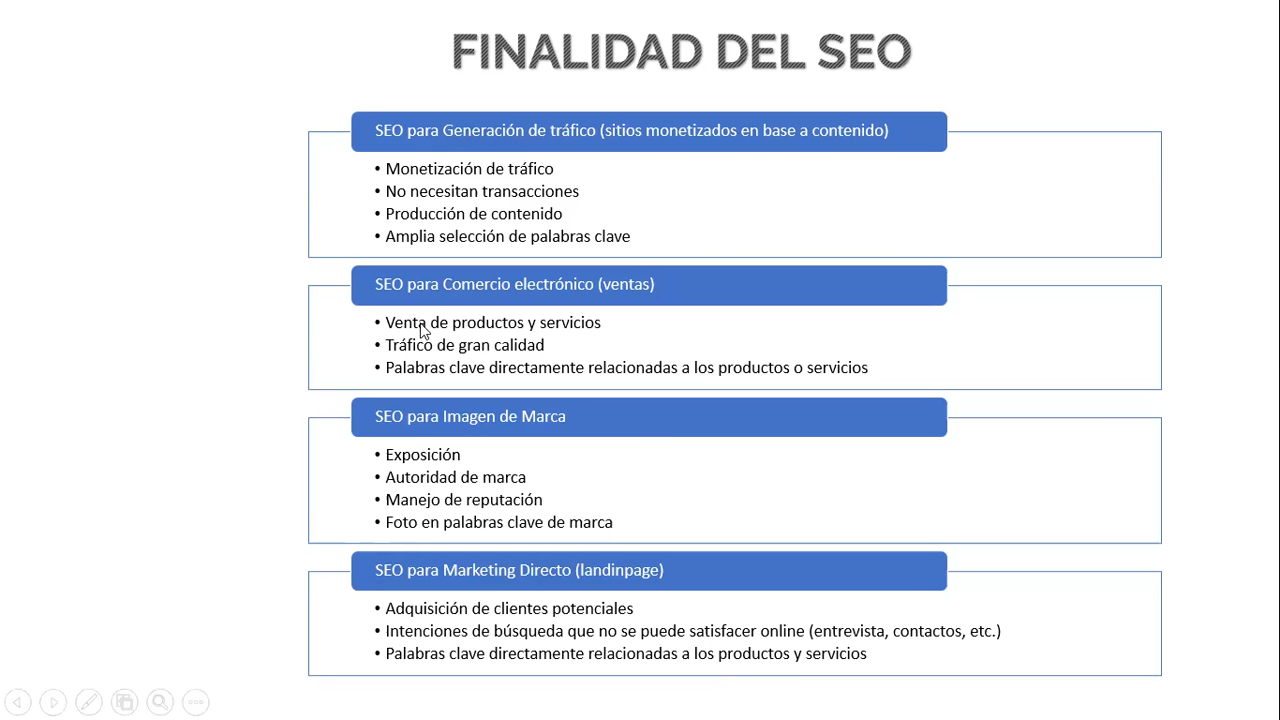 FINALIDAD DEL SEO
SEO para Generación de tráfico (sitios monetizados en base a contenido)
• Monetización de tráfico
• No necesitan transacciones
• Producción de contenido
• Amplia selección de palabras clave
SEO para Comercio electrónico (ventas)
• Venta de productos y servicios
• Tráfico de gran calidad
• Palabras clave directamente relacionadas a los productos o servicios
SEO para Imagen de Marca
• Exposición
• Autoridad de marca
• Manejo de reputación
• Foto en palabras clave de marca
SEO para Marketing Directo (landinpage)
• Adquisición de clientes potenciales
• Intenciones de búsqueda que no se puede satisfacer online (entrevista, contactos, etc.)
• Palabras clave directamente relacionadas a los productos y servicios